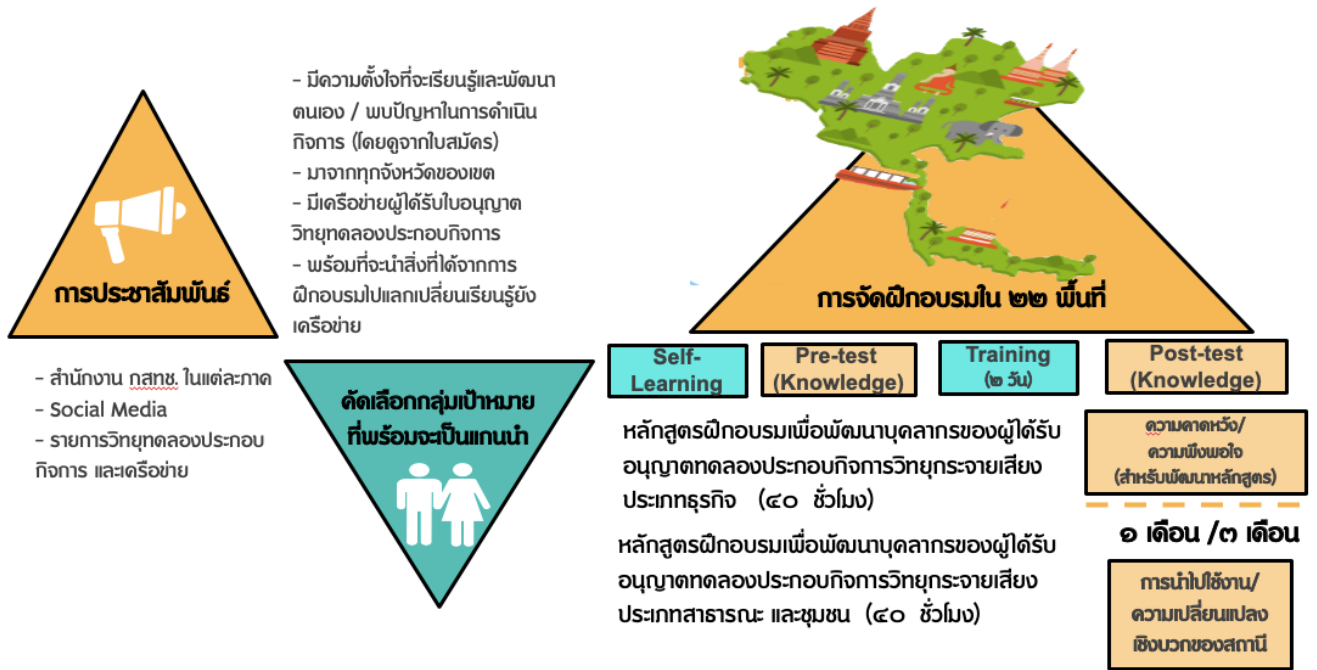 การประชาสัมพันธ์
- สำนักงาน กสทช. ในแต่ละภาค
- Social Media
- รายการวิทยุทดลองประกอบ
กิจการ และเครือข่าย
- มีความตั้งใจที่จะเรียนรู้และพัฒนา
ตนเอง / พบปัญหาในการดำเนิน
กิจการ (โดยดูจากใบสมัคร)
- มาจากทุกจังหวัดของเขต
- มีเครือข่ายผู้ได้รับใบอนุญาต
วิทยุทดลองประกอบกิจการ
- พร้อมที่จะนำสิ่งที่ได้จากการ
ฝึกอบรมไปแลกเปลี่ยนเรียนรู้ยัง
เครือข่าย
คัดเลือกกลุ่มเป้าหมาย
ที่พร้อมจะเป็นแกนนำ
การจัดฝึกอบรมใน ๒๒ พื้นที่
Self-
Learning
Pre-test
(Knowledge)
Training
(๒ วัน)
Post-test
(Knowledge)
หลักสูตรฝึกอบรมเพื่อพัฒนาบุคลากรของผู้ได้รับ
อนุญาตทดลองประกอบกิจการวิทยุกระจายเสียง
ประเภทธุรกิจ (๔๐ ชั่วโมง)
หลักสูตรฝึกอบรมเพื่อพัฒนาบุคลากรของผู้ได้รับ
อนุญาตทดลองประกอบกิจการวิทยุกระจายเสียง
ประเภทสาธารณะ และชุมชน (๔๐ ชั่วโมง)
ความคาดหวัง/
ความพึงพอใจ
(สำหรับพัฒนาหลักสูตร)
๑ เดือน /๓ เดือน
การนำไปใช้งาน/
ความเปลี่ยนแปลง
เชิงบวกของสถานี